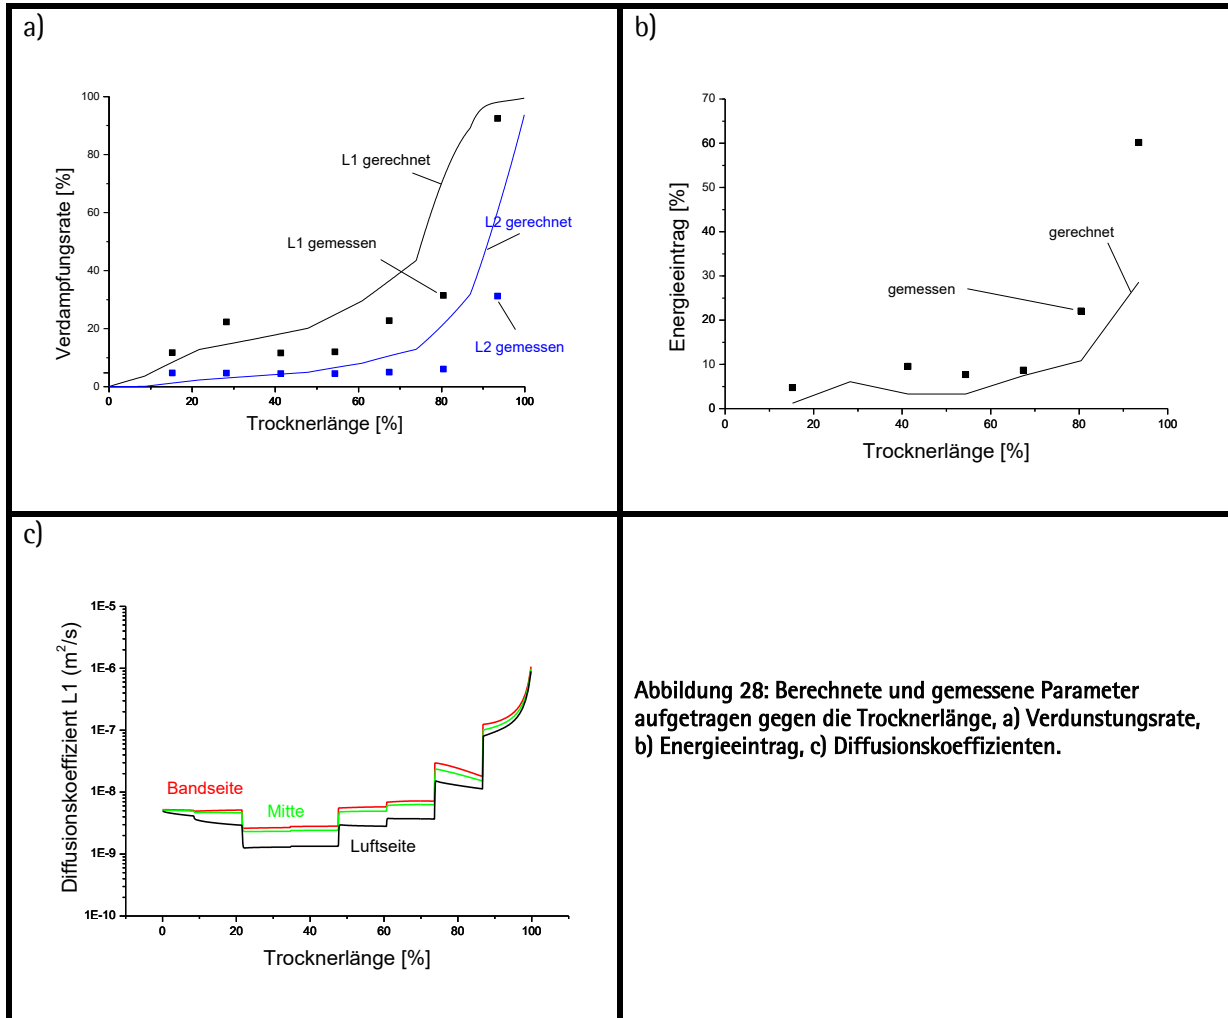 a)
100
80
60
40
20
0
0
20
40
60
80
100
Verdampfungsrate [%]
Trocknerlänge [%]
L1 gerechnet
L1 gemessen
L2 gerechnet
L2 gemessen
b)
70
60
50
40
30
20
10
0
0
20
40
60
80
100
Energieeintrag [%]
Trocknerlänge [%]
gerechnet
gemessen
c)
1E-5
1E-6
1E-7
1E-8
1E-9
1E-10
0
20
40
60
80
100
Diffusionskoeffizient L1 (m²/s)
Trocknerlänge [%]
Bandseite
Mitte
Luftseite
Abbildung 28: Berechnete und gemessene Parameter
aufgetragen gegen die Trocknerlänge, a) Verdunstungsrate,
b) Energieeintrag, c) Diffusionskoeffizienten.